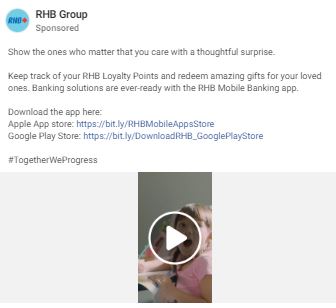 RHB
RHB Group
Sponsored
Show the ones who matter that you care with a thoughtful surprise.
Keep track of your RHB Loyalty Points and redeem amazing gifts for your loved
ones. Banking solutions are ever-ready with the RHB Mobile Banking app.
Download the app here:
Apple App store: https://bit.ly/RHBMobileAppsStore
Google Play Store: https://bit.ly/DownloadRHB_GooglePlayStore
#TogetherWeProgress